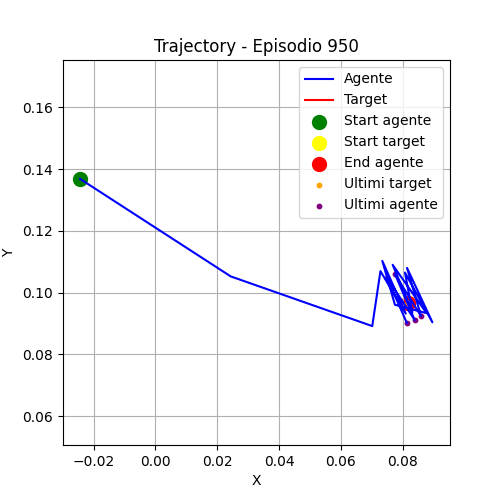 Trajectory - Episodio 950
Agente
Target
Start agente
Start target
End agente
Ultimi target
Ultimi agente
0.16
0.14
0.12
0.10
0.08
0.06
Y
−0.02 0.00 0.02 0.04 0.06 0.08
X